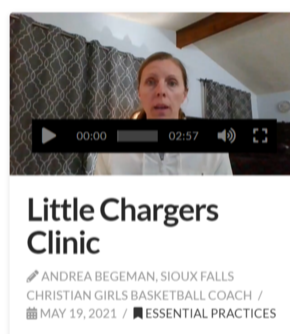 00:00 02:57
Little Chargers
Clinic
ANDREA BEGEMAN, SIOUX FALLS
CHRISTIAN GIRLS BASKETBALL COACH /
MAY 19, 2021 / ESSENTIAL PRACTICES